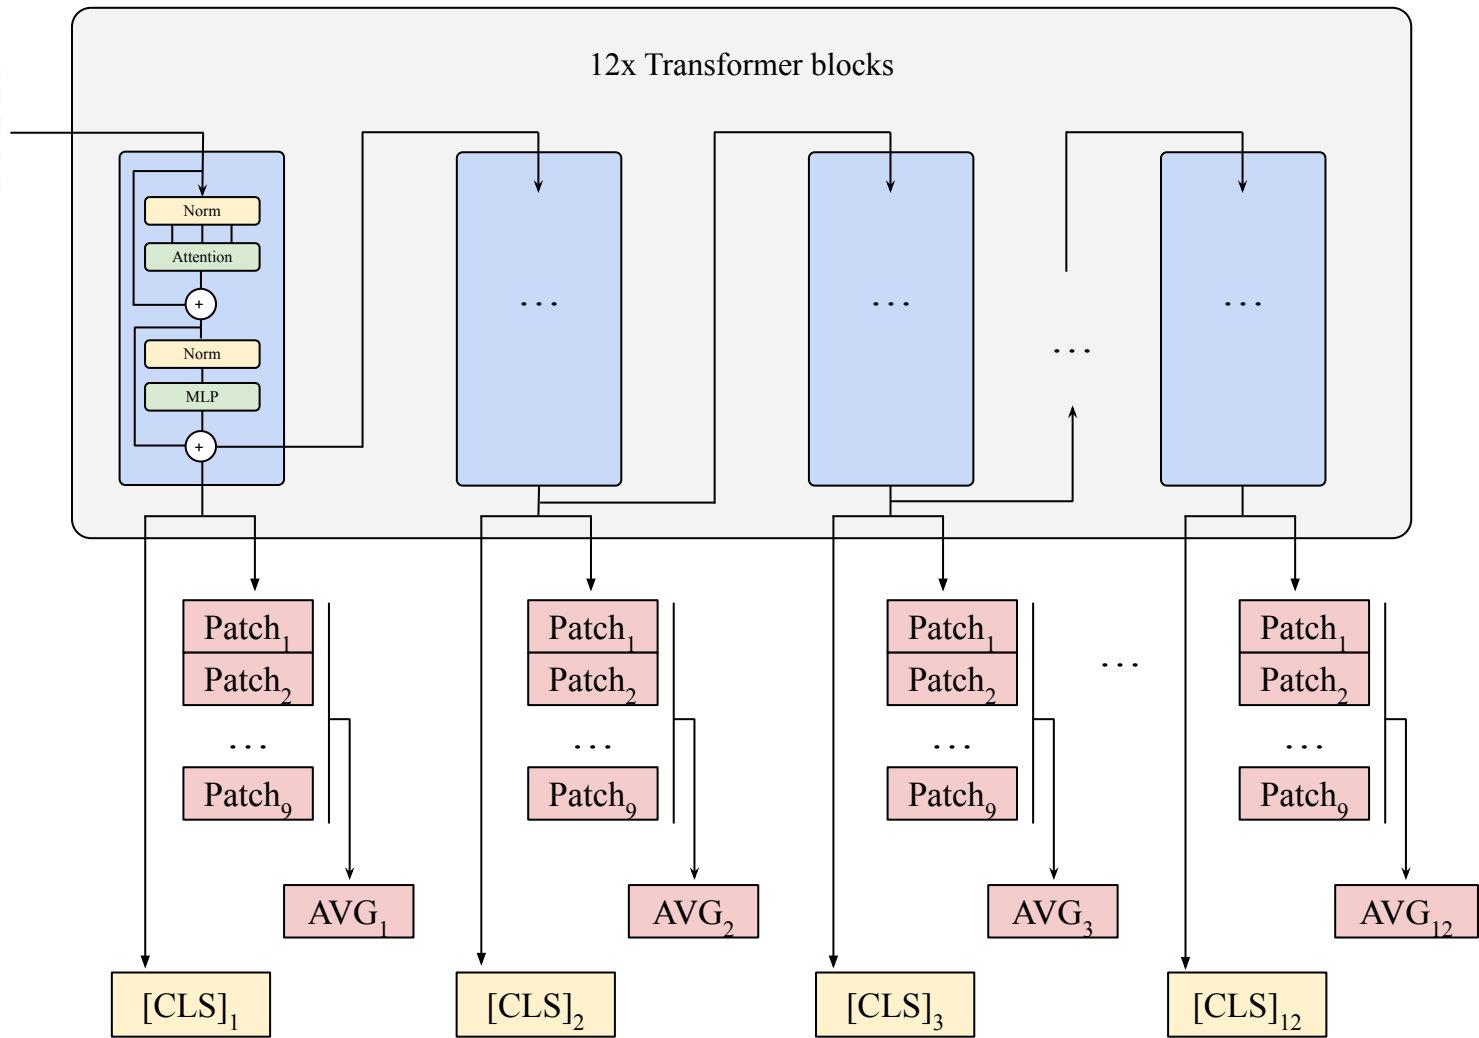 12x Transformer blocks
Norm
Attention
+
Norm
MLP
+
...
...
...
...
Patch1 Patch1 Patch1 Patch1
Patch2 Patch2 Patch2 ... Patch2
... ... ... ...
Patch9 Patch9 Patch9 Patch9
AVG1 AVG2 AVG3 AVG12
[CLS]1 [CLS]2 [CLS]3 [CLS]12